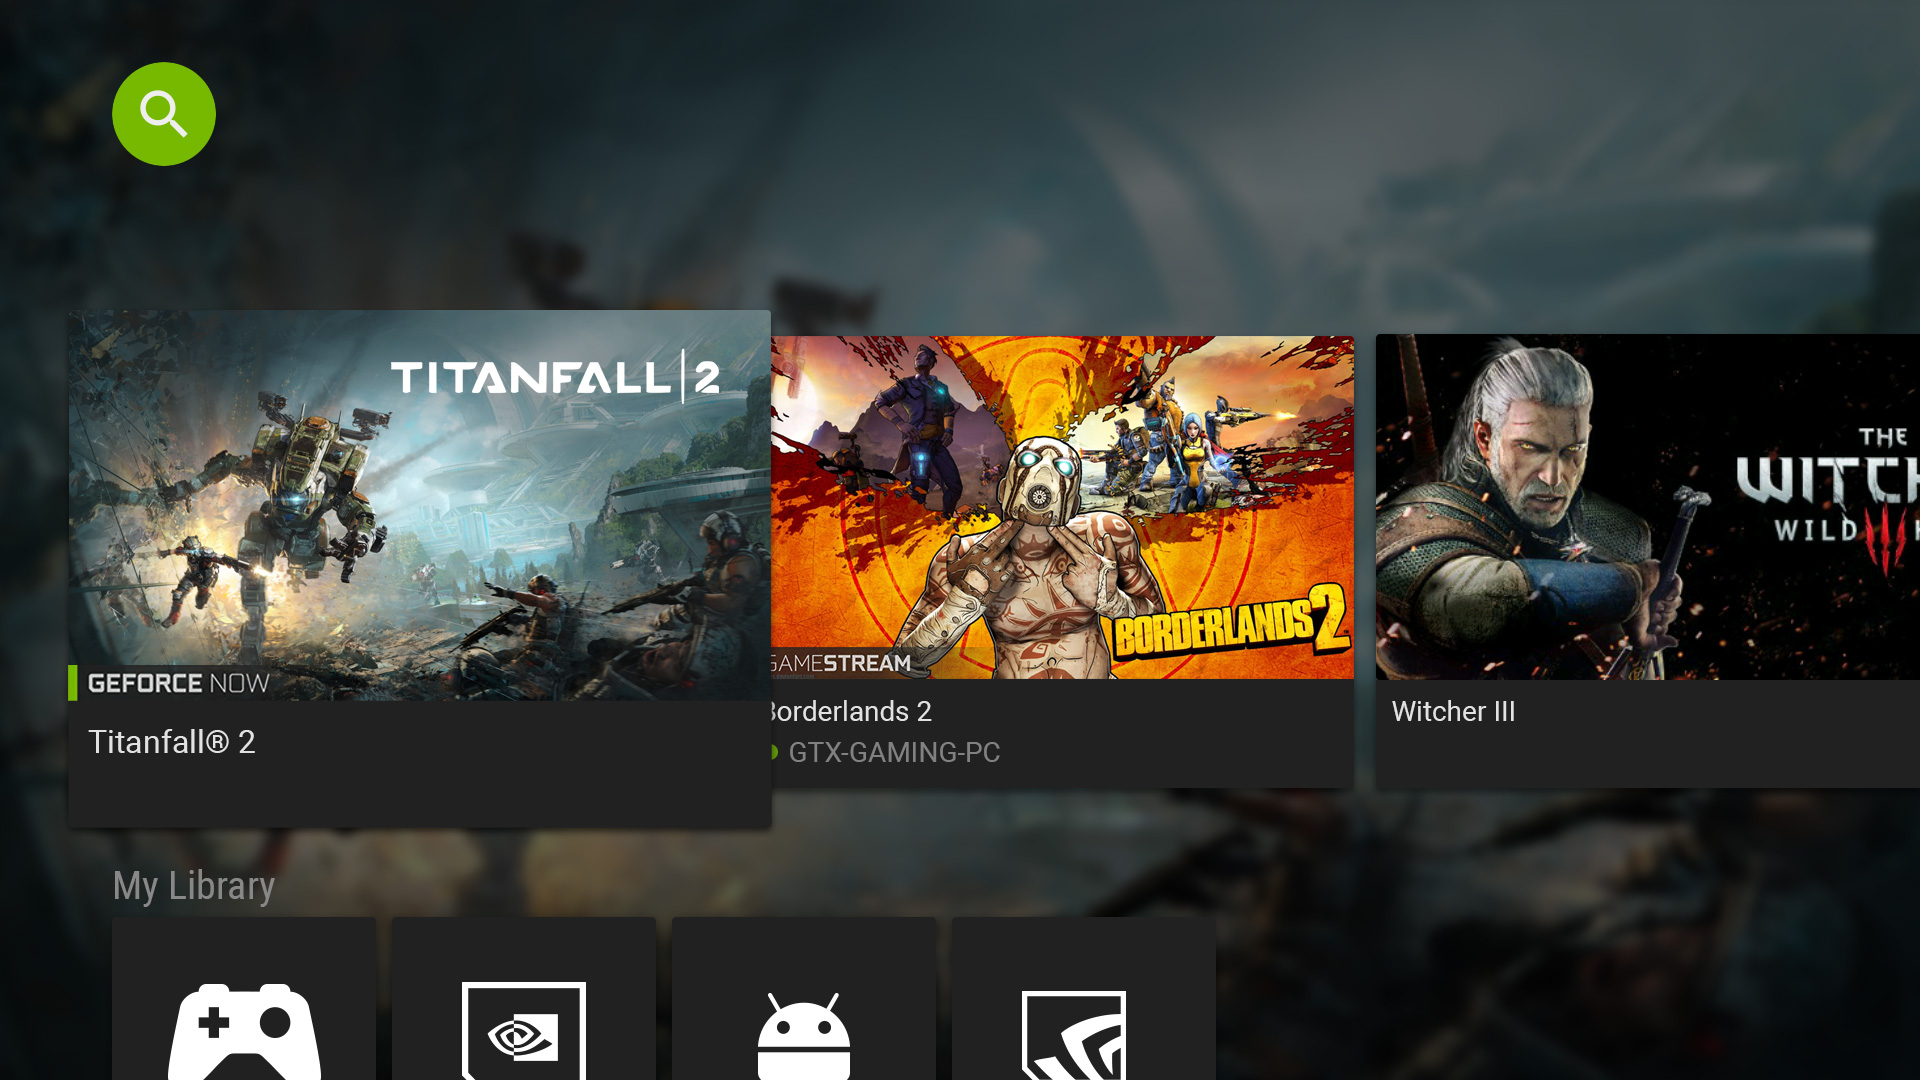 TITANFALL|2
GEFORCE NOW
Titanfall® 2
BORDERLANDS 2
GAMESTREAM
Borderlands 2
GTX-GAMING-PC
THE
WITCH
WILD
Witcher III
My Library